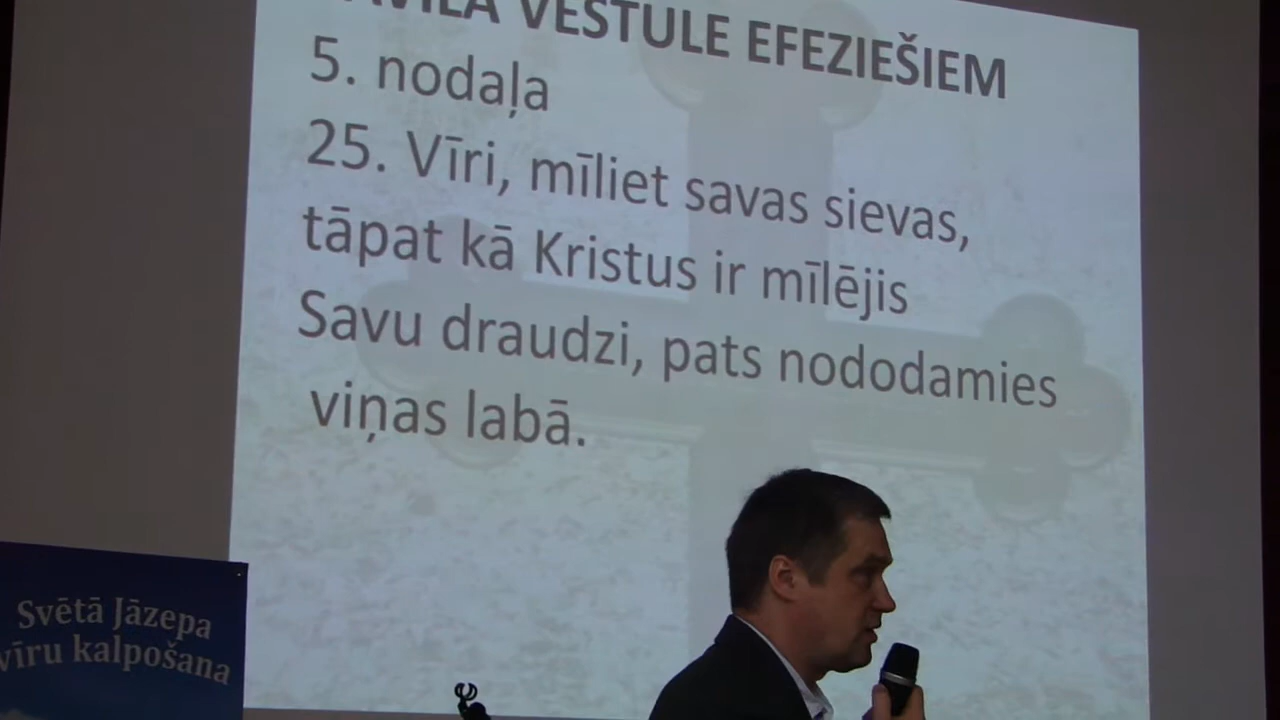 VĒSTULE EFEZIEŠIEM
5. nodaļa
25. Vīri, mīliet savas sievas,
tāpat kā Kristus ir mīlējis
Savu draudzi, pats nododamies
viņas labā.
Svētā Jāzepa
vīru kalpošana